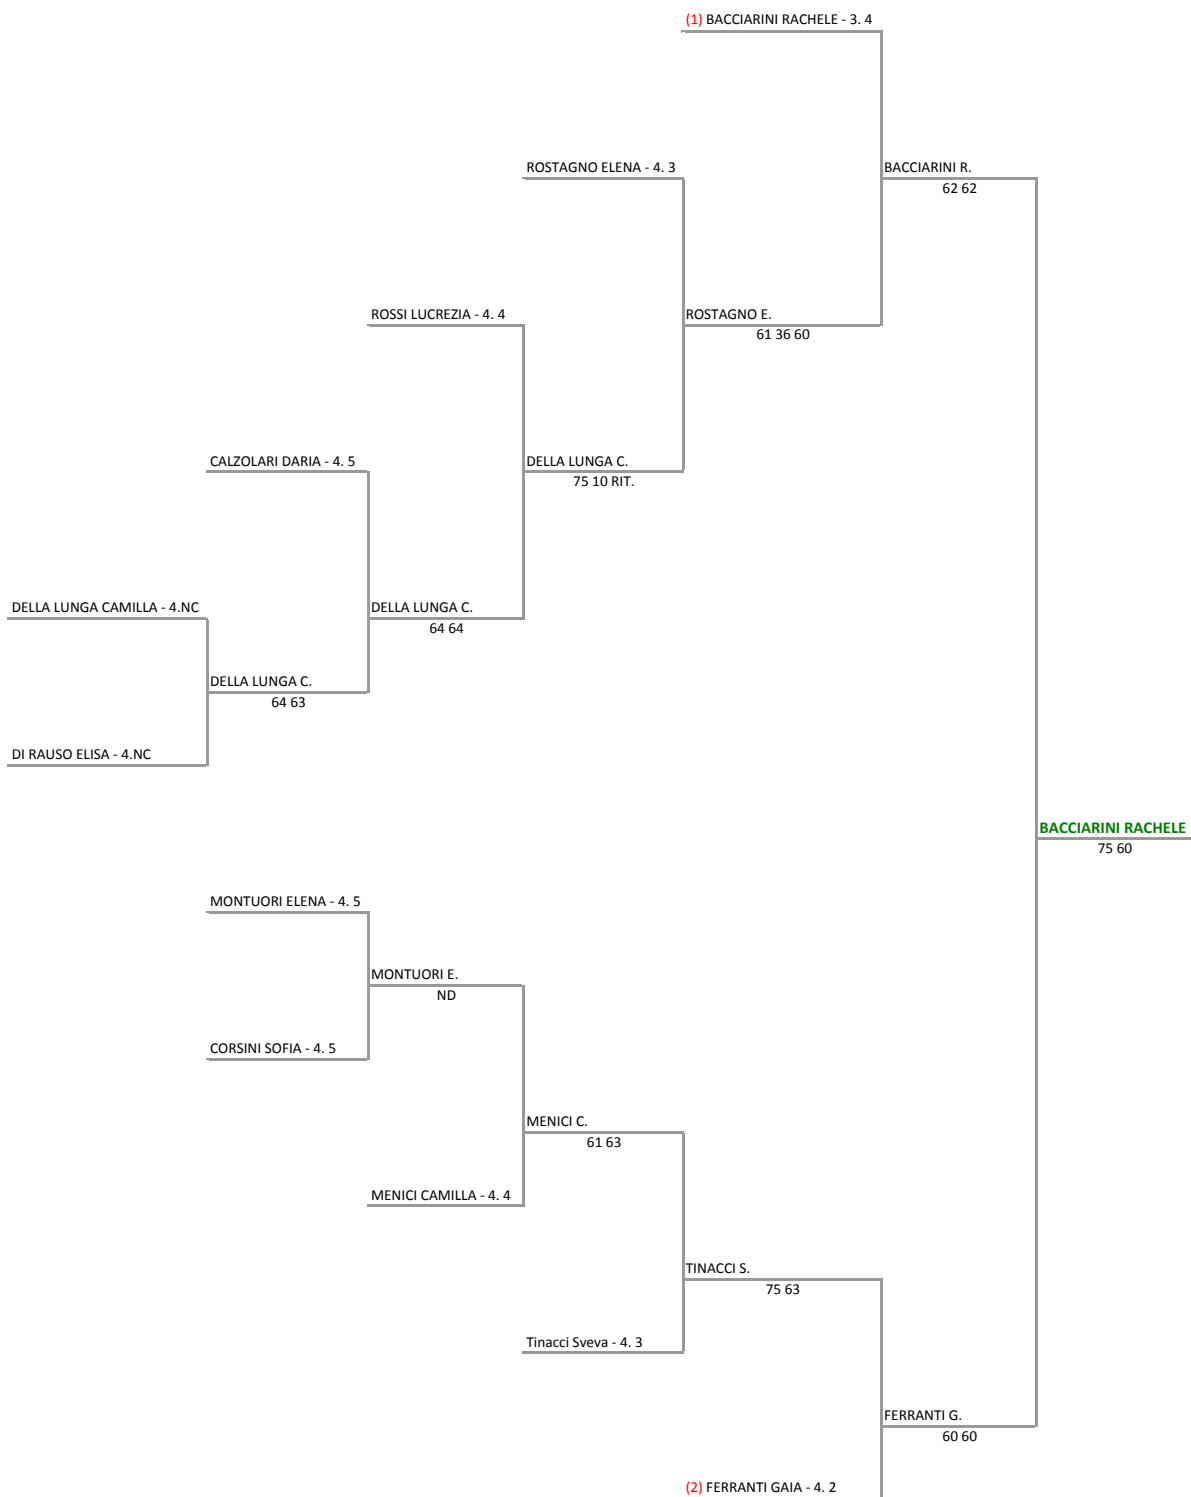 (1) BACCIARINI RACHELE - 3. 4
ROSTAGNO ELENA - 4. 3
BACCIARINI R.
62 62
ROSSI LUCREZIA - 4. 4
ROSTAGNO E.
61 36 60
CALZOLARI DARIA - 4. 5
DELLA LUNGA C.
75 10 RIT.
DELLA LUNGA CAMILLA - 4.NC
DELLA LUNGA C.
64 64
DELLA LUNGA C.
64 63
DI RAUSO ELISA - 4.NC
BACCIARINI RACHELE
75 60
MONTUORI ELENA - 4. 5
MONTUORI E.
ND
CORSINI SOFIA - 4. 5
MENICI C.
61 63
MENICI CAMILLA - 4. 4
TINACCI S.
75 63
Tinacci Sveva - 4. 3
FERRANTI G.
60 60
(2) FERRANTI GAIA - 4. 2